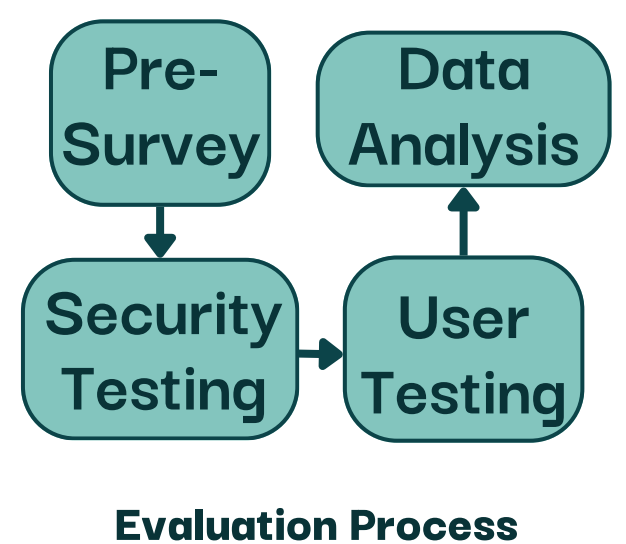 Pre-
Survey
Security
Testing
User
Testing
Data
Analysis
Evaluation Process